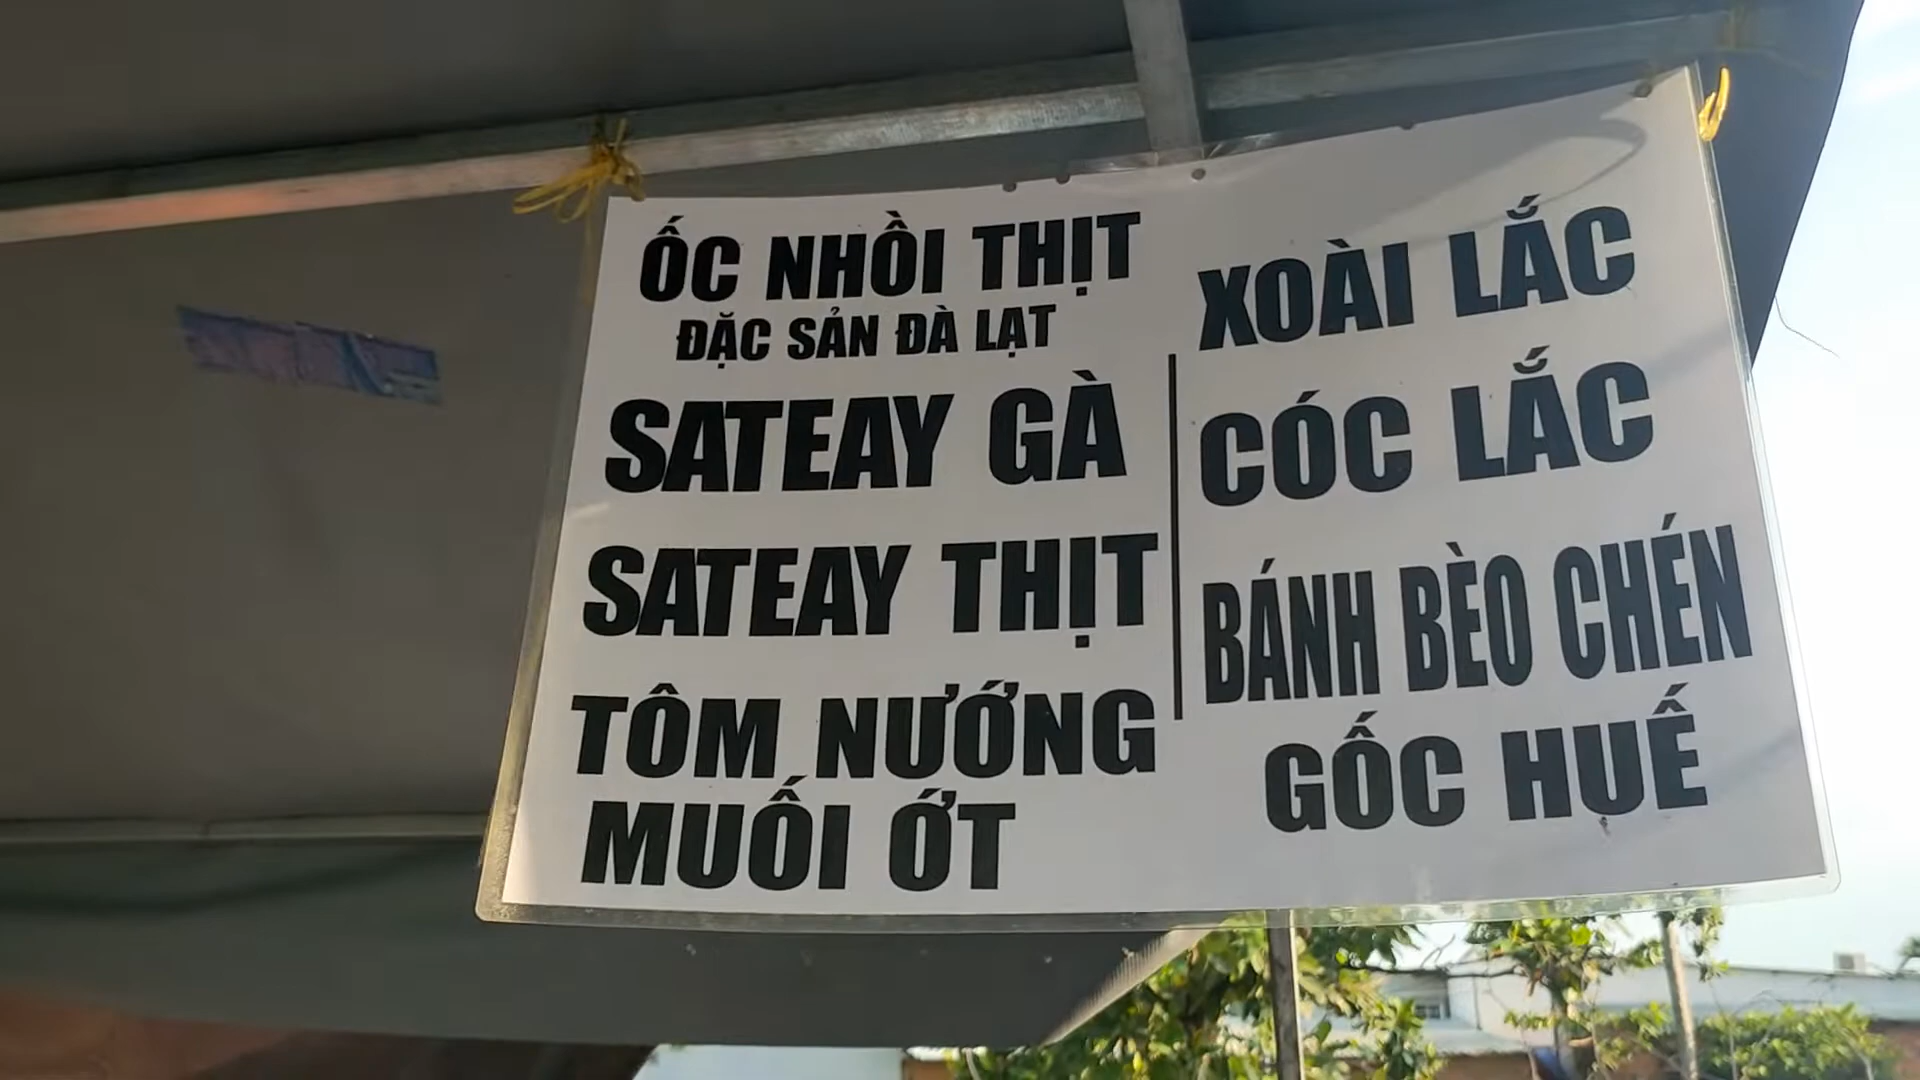 ỐC NHỒI THỊT
ĐẶC SẢN ĐÀ LẠT
SATEAY GÀ
SATEAY THỊT
TÔM NƯỚNG
MUỐI ỚT
XOÀI LẮC
CÓC LẮC
BÁNH BÈO CHÉN
GỐC HUẾ